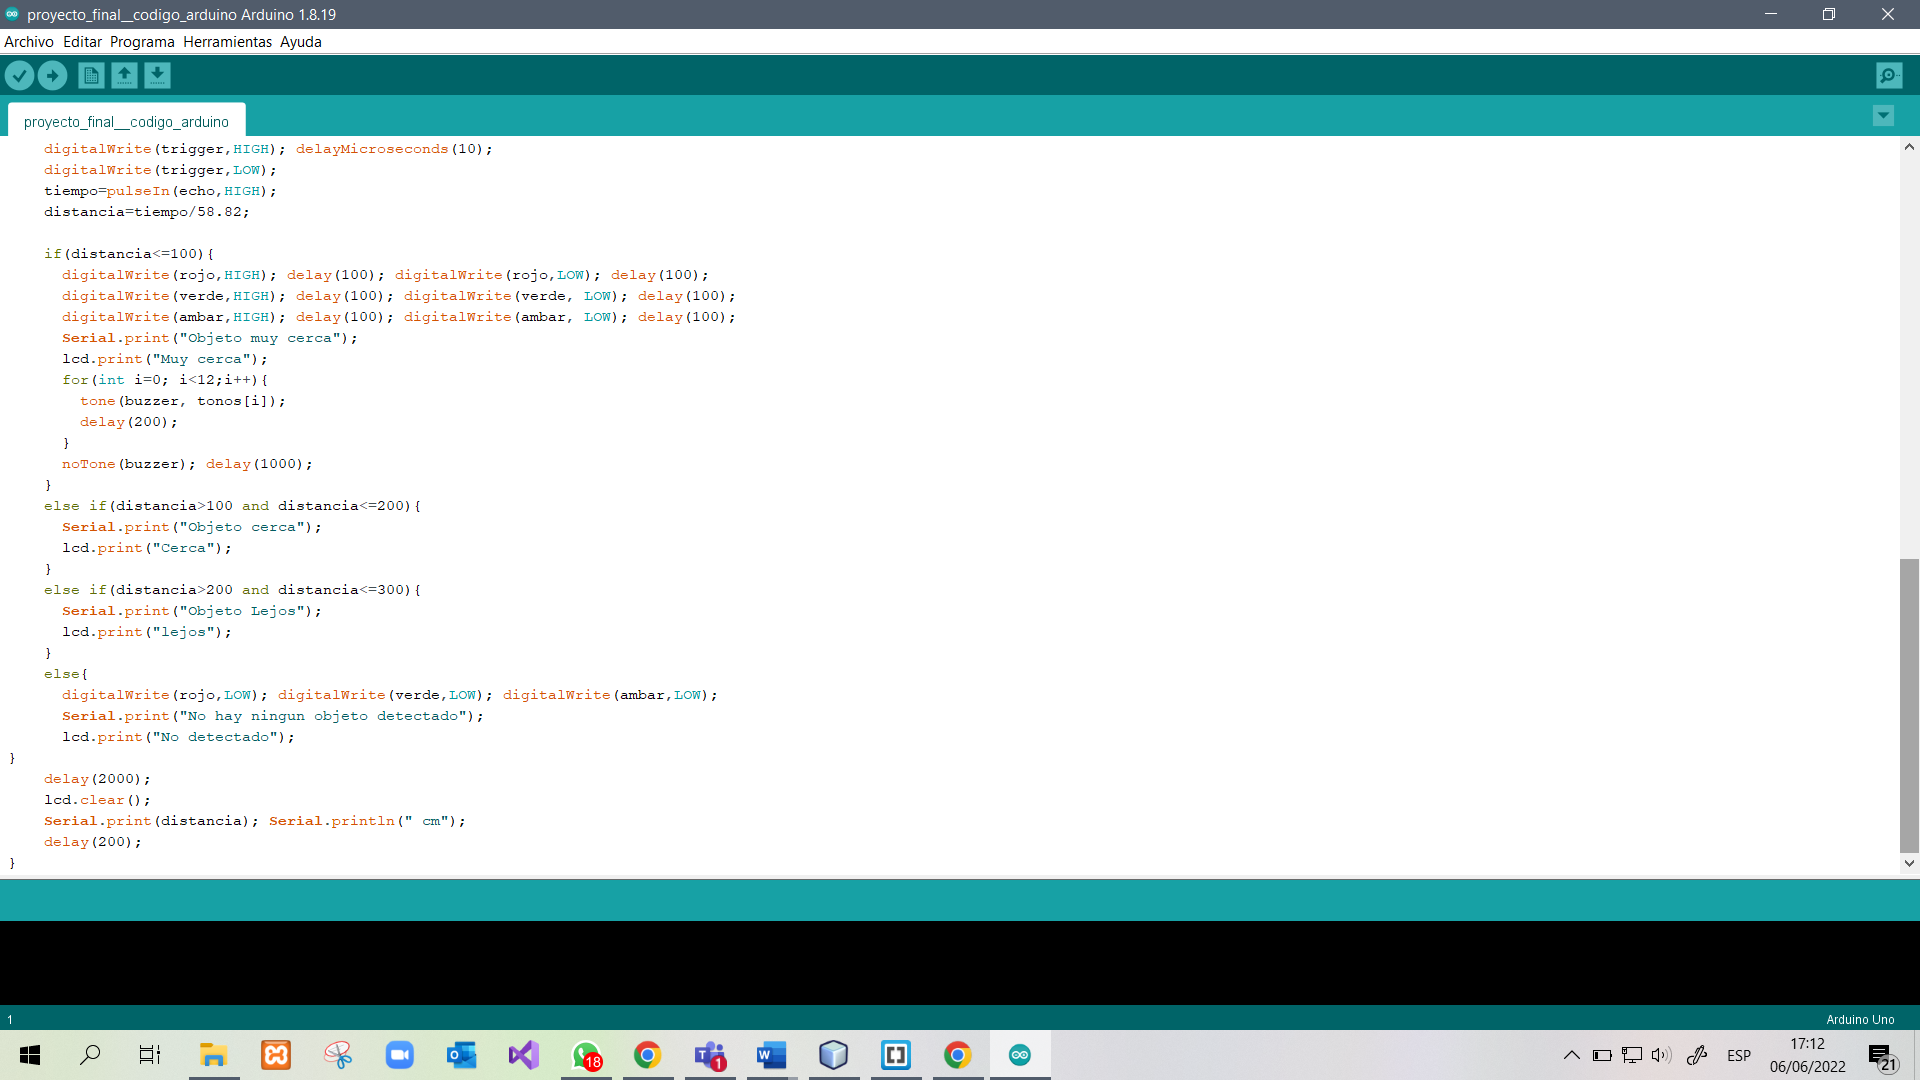 proyecto_final__codigo_arduino Arduino 1.8.19
Archivo Editar Programa Herramientas Ayuda
proyecto_final__codigo_arduino
digitalWrite(trigger,HIGH); delayMicroseconds(10);
digitalWrite(trigger,LOW);
tiempo=pulseIn(echo,HIGH);
distancia=tiempo/58.82;
if(distancia<=100){
digitalWrite(rojo,HIGH); delay(100); digitalWrite(rojo,LOW); delay(100);
digitalWrite(verde,HIGH); delay(100); digitalWrite(verde, LOW); delay(100);
digitalWrite(ambar,HIGH); delay(100); digitalWrite(ambar, LOW); delay(100);
Serial.print("Objeto muy cerca");
lcd.print("Muy cerca");
for(int i=0; i<12;i++){
tone(buzzer, tonos[i]);
delay(200);
}
noTone(buzzer); delay(1000);
}
else if(distancia>100 and distancia<=200){
Serial.print("Objeto cerca");
lcd.print("Cerca");
}
else if(distancia>200 and distancia<=300){
Serial.print("Objeto Lejos");
lcd.print("lejos");
}
else{
digitalWrite(rojo,LOW); digitalWrite(verde,LOW); digitalWrite(ambar,LOW);
Serial.print("No hay ningun objeto detectado");
lcd.print("No detectado");
}
delay(2000);
lcd.clear();
Serial.print(distancia); Serial.println(" cm");
delay(200);
}
1
Arduino Uno
18
1
ESP
17:12
06/06/2022
21